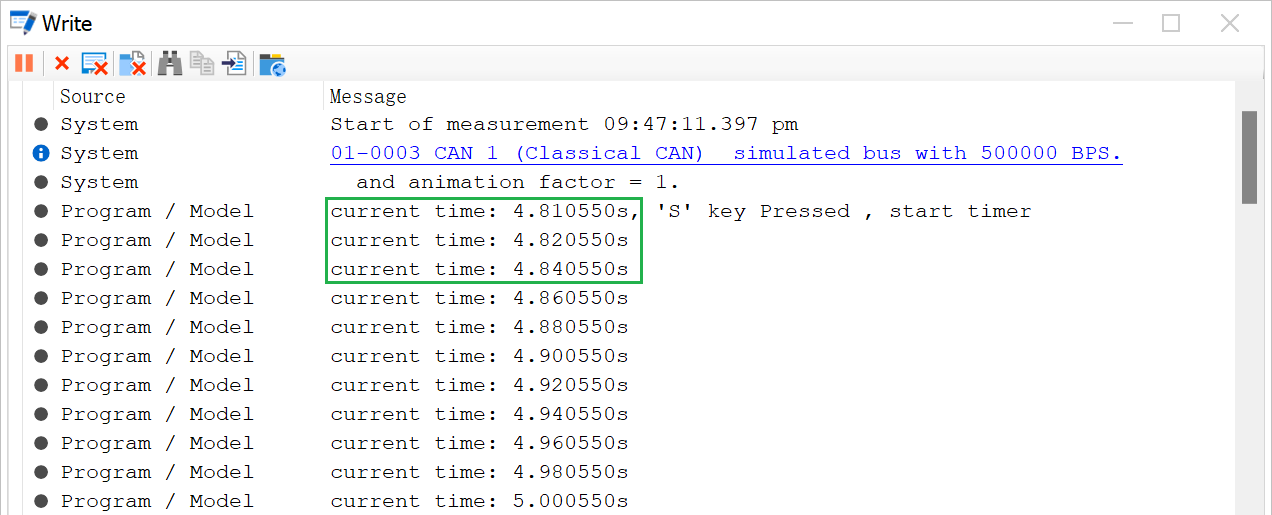 Write
Source Message
System Start of measurement 09:47:11.397 pm
System 01-0003 CAN 1 (Classical CAN)  simulated bus with 500000 BPS.
System and animation factor = 1.
Program / Model current time: 4.810550s, 'S' key Pressed , start timer
Program / Model current time: 4.820550s
Program / Model current time: 4.840550s
Program / Model current time: 4.860550s
Program / Model current time: 4.880550s
Program / Model current time: 4.900550s
Program / Model current time: 4.920550s
Program / Model current time: 4.940550s
Program / Model current time: 4.960550s
Program / Model current time: 4.980550s
Program / Model current time: 5.000550s